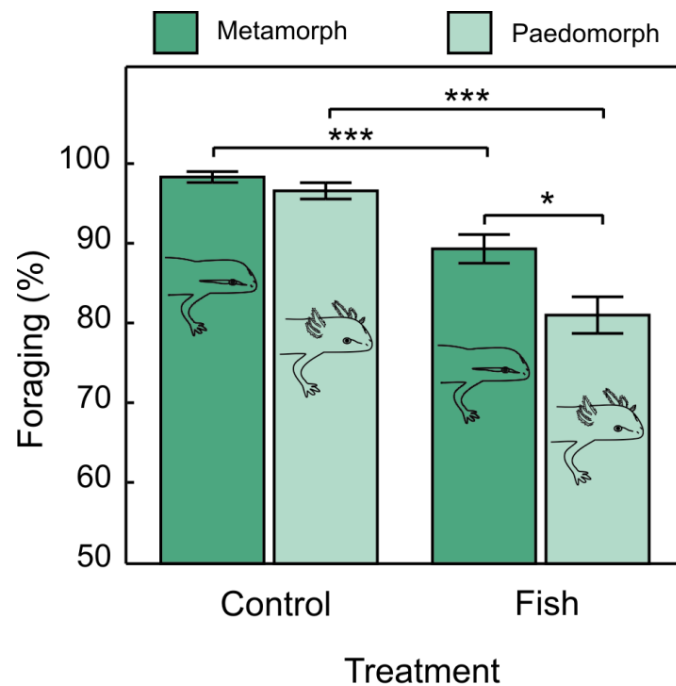 Metamorph
Paedomorph
***
***
*
Foraging (%)
100
90
80
70
60
50
Control
Fish
Treatment